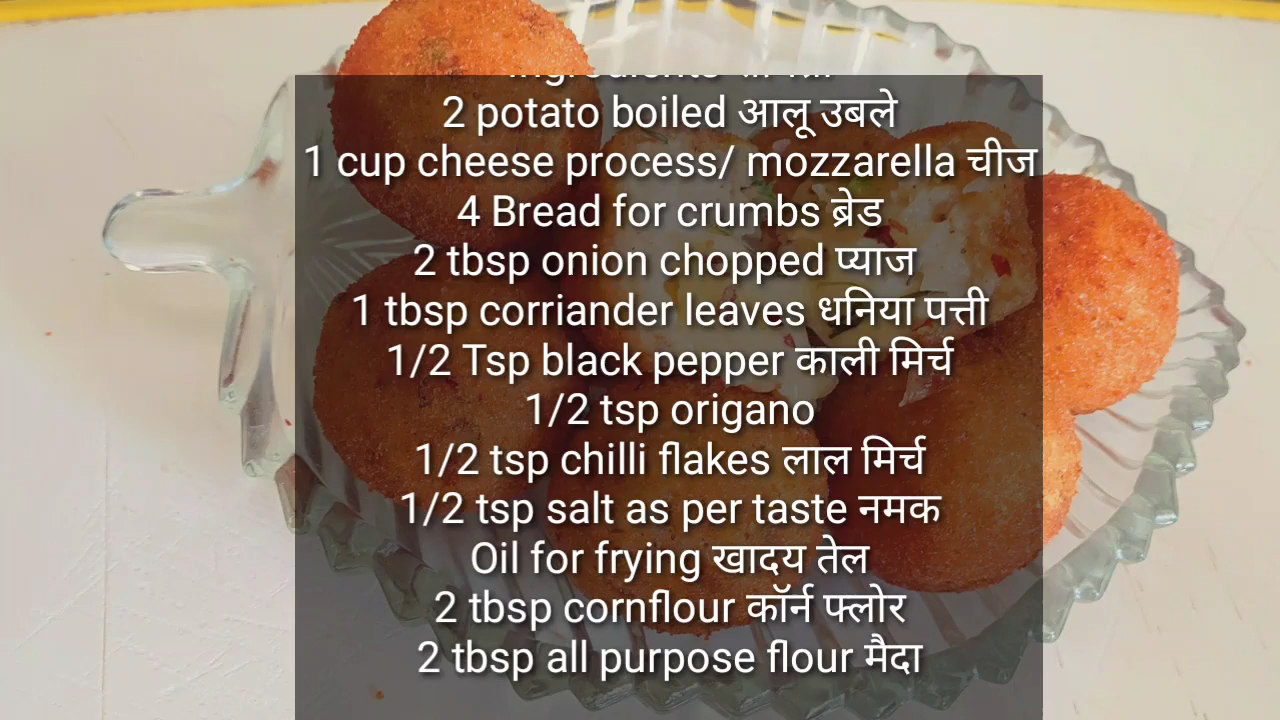 2 potato boiled आलू उबले
1 cup cheese process/ mozzarella चीज
4 Bread for crumbs ब्रेड
2 tbsp onion chopped प्याज
1 tbsp corriander leaves धनिया पत्ती
1/2 Tsp black pepper काली मिर्च
1/2 tsp origano
1/2 tsp chilli flakes लाल मिर्च
1/2 tsp salt as per taste नमक
Oil for frying खादय तेल
2 tbsp cornflour कॉर्न फ्लोर
2 tbsp all purpose flour मैदा